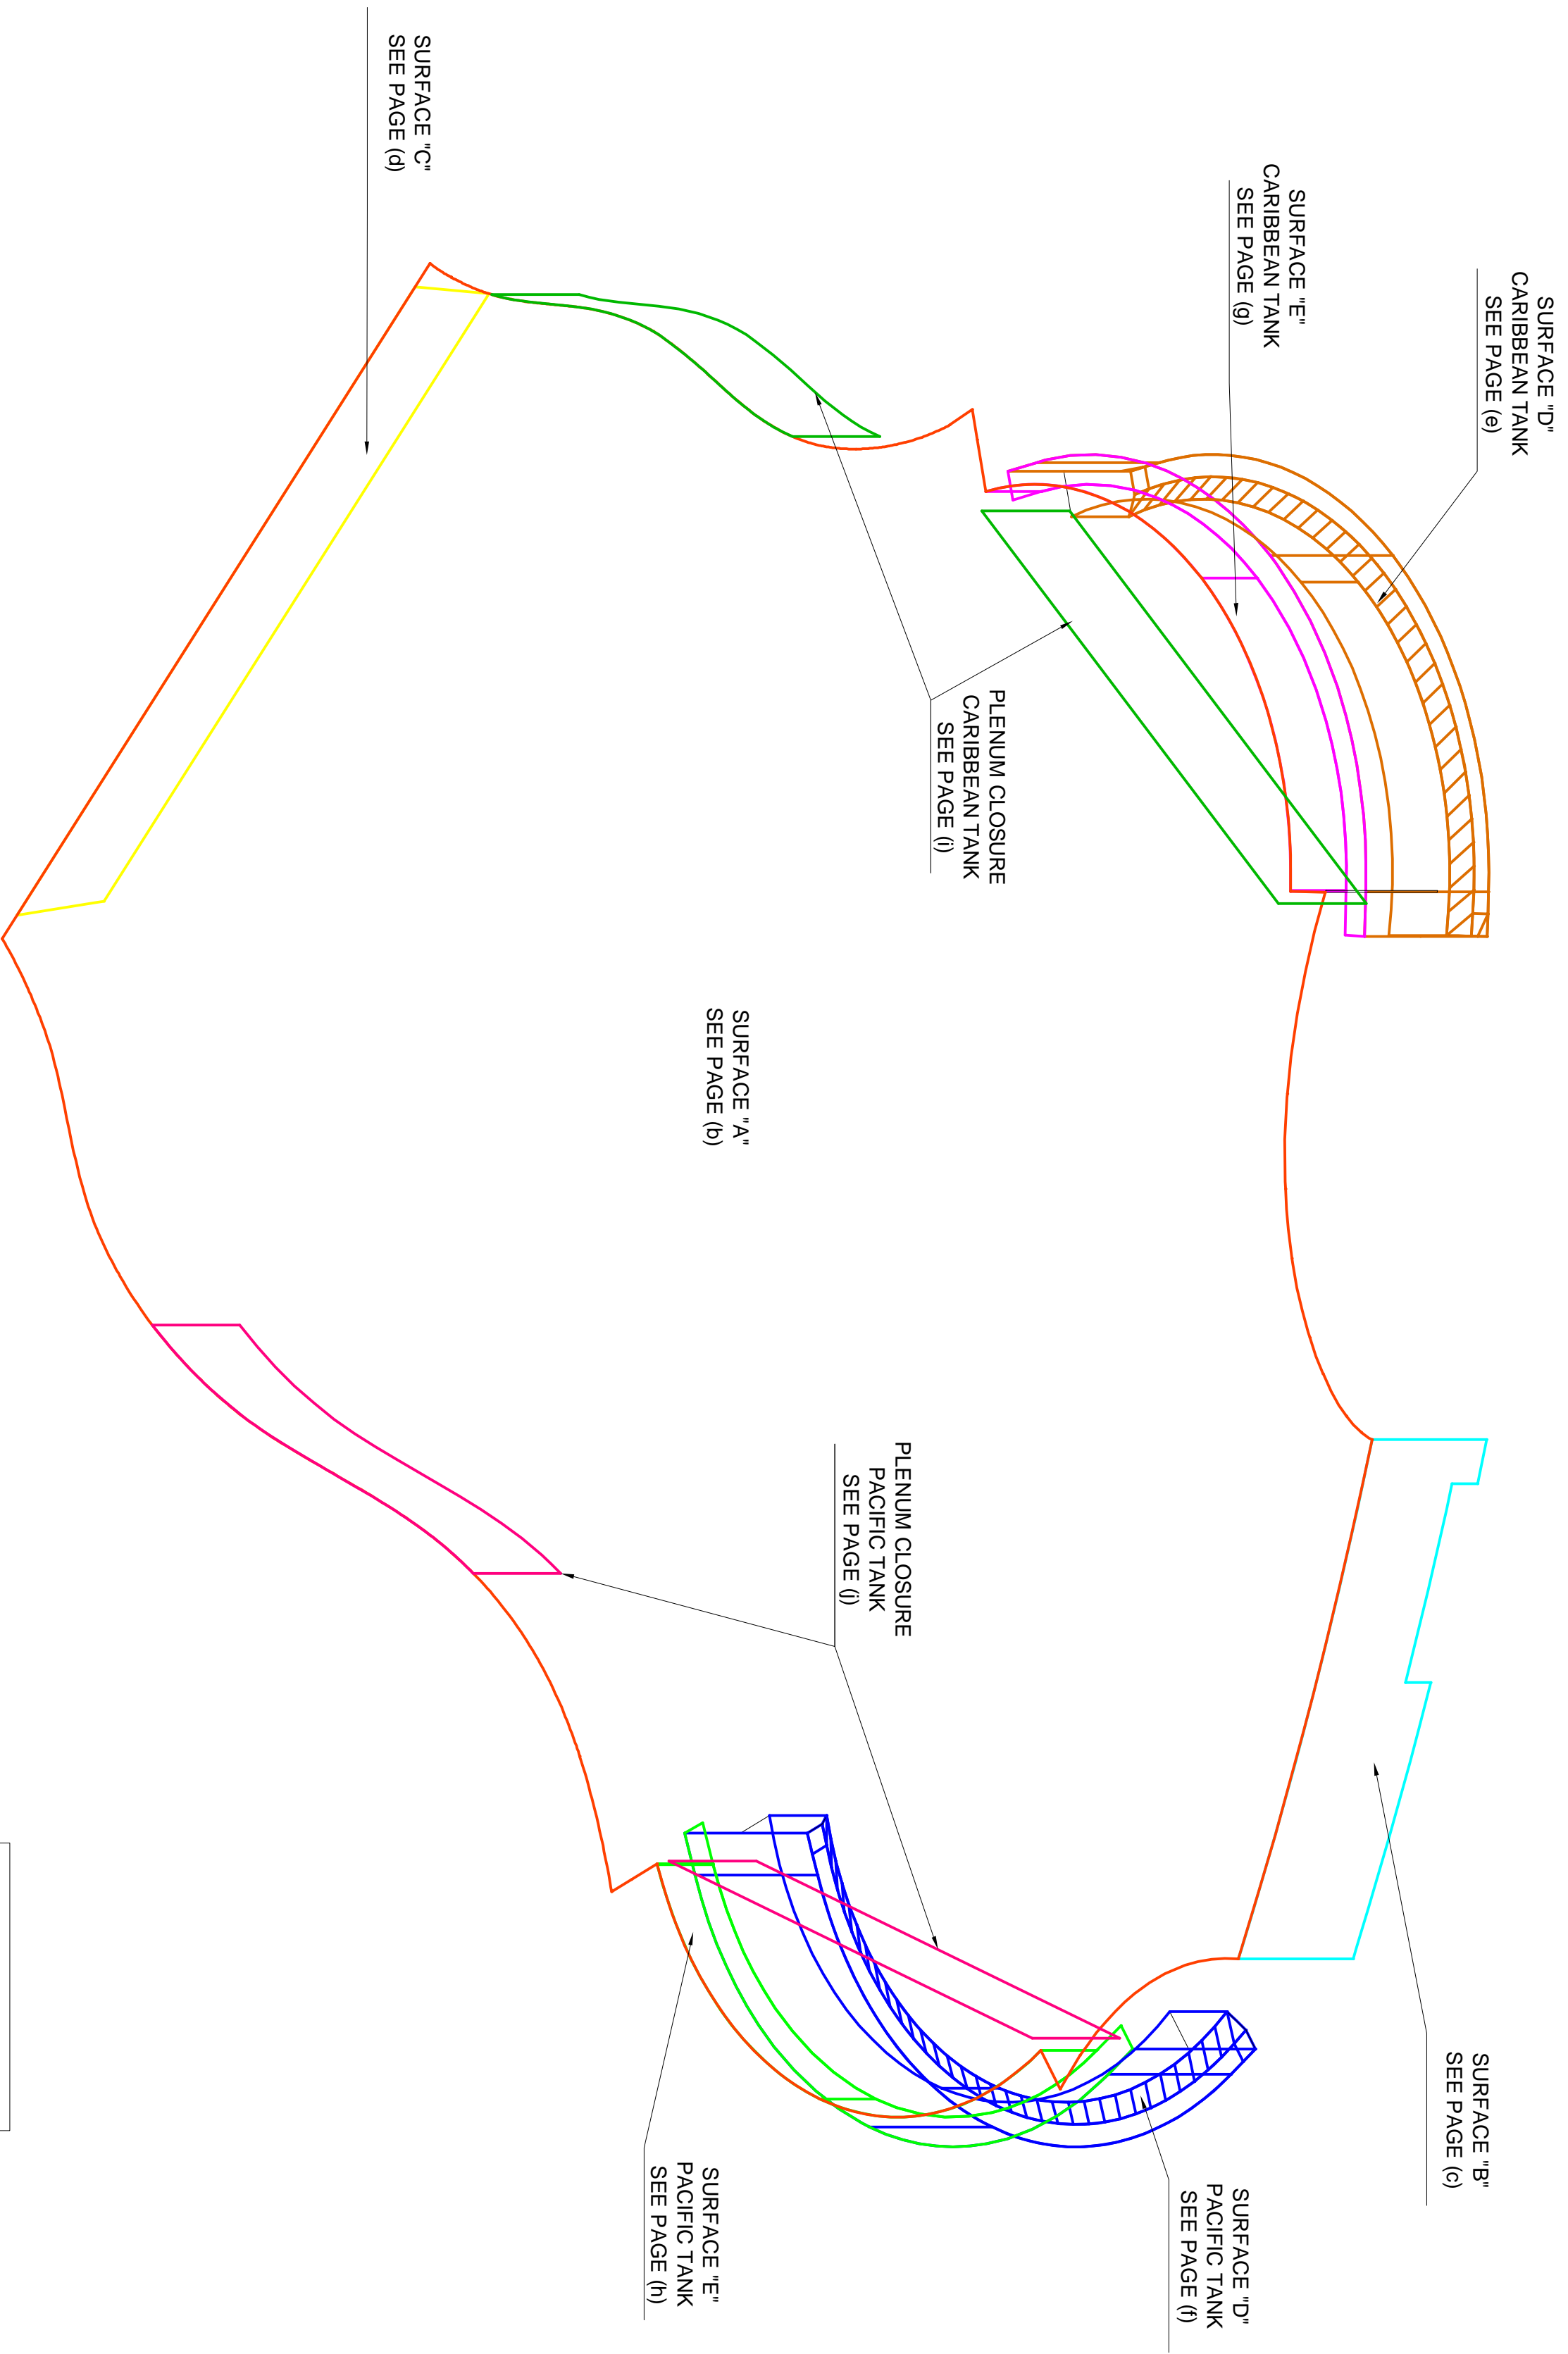 SURFACE "D"
CARIBBEAN TANK
SEE PAGE (e)
SURFACE "E"
CARIBBEAN TANK
SEE PAGE (g)
SURFACE "C"
SEE PAGE (d)
PLENUM CLOSURE
CARIBBEAN TANK
SEE PAGE (i)
SURFACE "A"
SEE PAGE (b)
PLENUM CLOSURE
PACIFIC TANK
SEE PAGE (j)
SURFACE "B"
SEE PAGE (c)
SURFACE "D"
PACIFIC TANK
SEE PAGE (f)
SURFACE "E"
PACIFIC TANK
SEE PAGE (h)